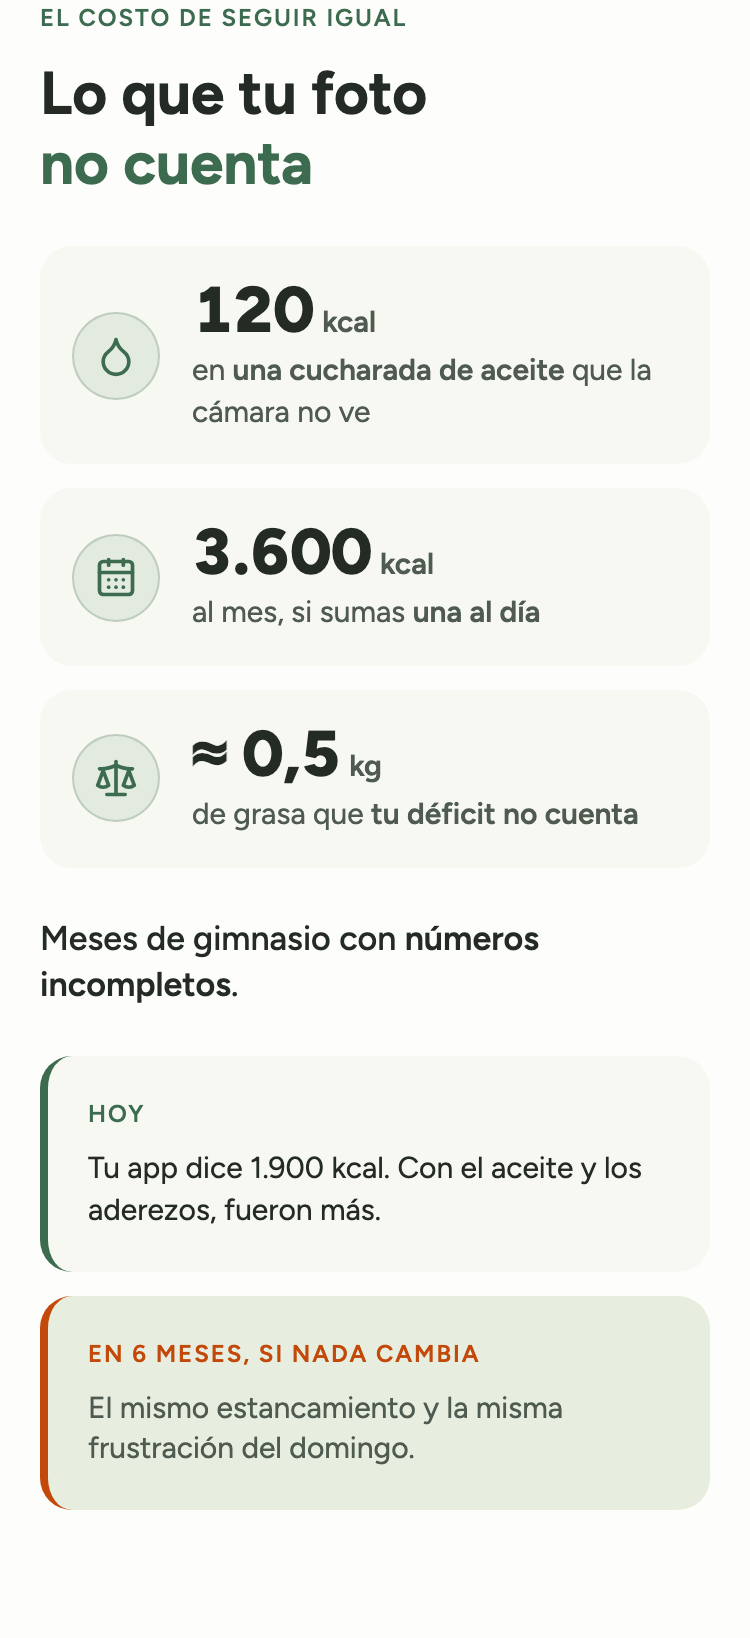 EL COSTO DE SEGUIR IGUAL
Lo que tu foto
no cuenta
120 kcal
en una cucharada de aceite que la
cámara no ve
3.600 kcal
al mes, si sumas una al día
≈ 0,5 kg
de grasa que tu déficit no cuenta
Meses de gimnasio con números
incompletos.
HOY
Tu app dice 1.900 kcal. Con el aceite y los
aderezos, fueron más.
EN 6 MESES, SI NADA CAMBIA
El mismo estancamiento y la misma
frustración del domingo.